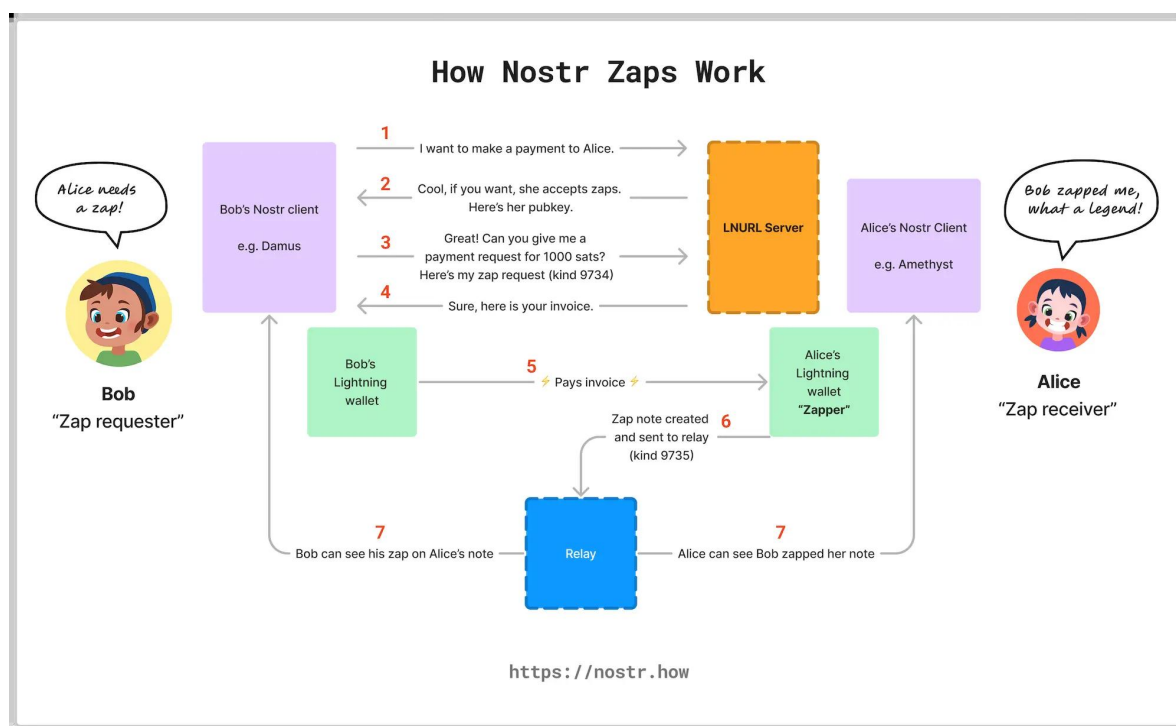 How Nostr Zaps Work
Alice needs
a zap!
Bob
“Zap requester”
Bob’s Nostr client
e.g. Damus
1
I want to make a payment to Alice.
2
Cool, if you want, she accepts zaps.
Here’s her pubkey.
3
Great! Can you give me a
payment request for 1000 sats?
Here’s my zap request (kind 9734)
4
Sure, here is your invoice.
LNURL Server
Alice’s Nostr Client
e.g. Amethyst
Bob zapped me,
what a legend!
Alice
“Zap receiver”
Bob’s
Lightning
wallet
5
⚡ Pays invoice ⚡
Alice’s
Lightning
wallet
“Zapper”
6
Zap note created
and sent to relay
(kind 9735)
7
Bob can see his zap on Alice’s note
Relay
7
Alice can see Bob zapped her note
https://nostr.how